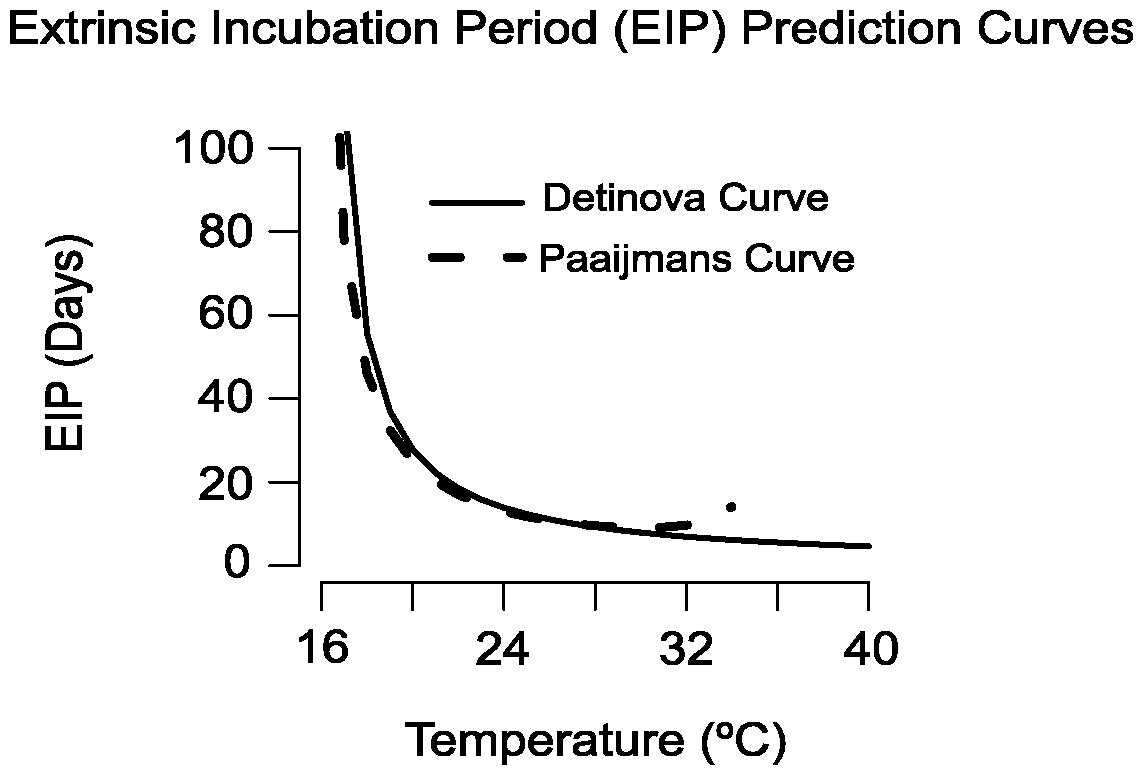 Extrinsic Incubation Period (EIP) Prediction Curves
100
80
60
40
20
0
EIP (Days)
Detinova Curve
Paaijmans Curve
16
24
32
40
Temperature (ºC)